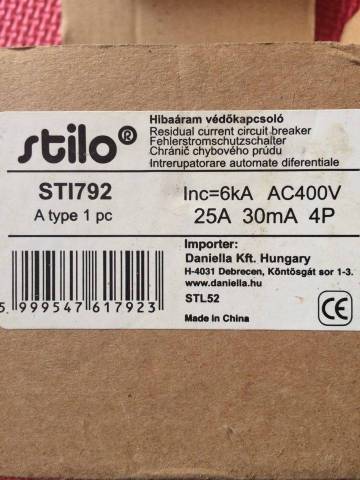 stilo®
Hibaáram védőkapcsoló
Residual current circuit breaker
Fehlerstromschutzschalter
Chránič chybového prúdu
Intrerupatorare automate diferentiale
STI792
A type 1 pc
Inc=6kA AC400V
25A 30mA 4P
Importer:
Daniella Kft. Hungary
H-4031 Debrecen, Köntösgát sor 1-3.
www.daniella.hu
STL52
Made in China
5 999547 617923
CE